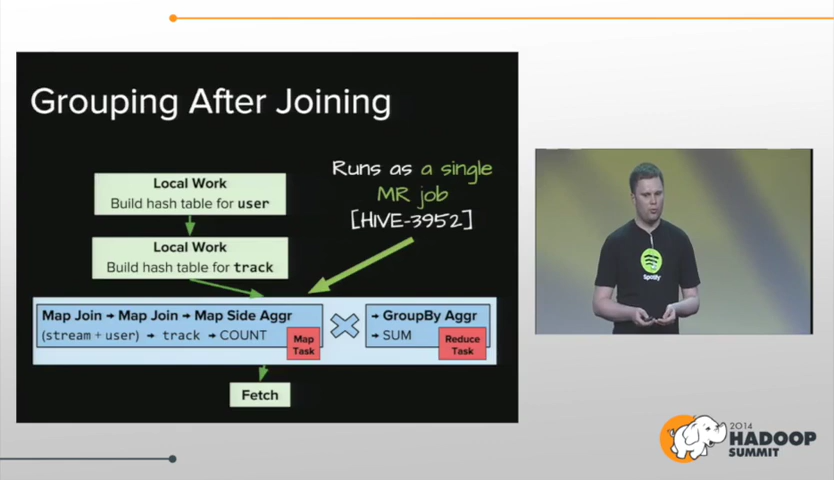 Grouping After Joining
Runs as a single
MR job
[HIVE-3952]
Local Work
Build hash table for user
Local Work
Build hash table for track
Map Join → Map Join → Map Side Aggr
(stream + user) → track → COUNT
Map
Task
→ GroupBy Aggr
→ SUM
Reduce
Task
Fetch
Spotify
2014
HADOOP
SUMMIT